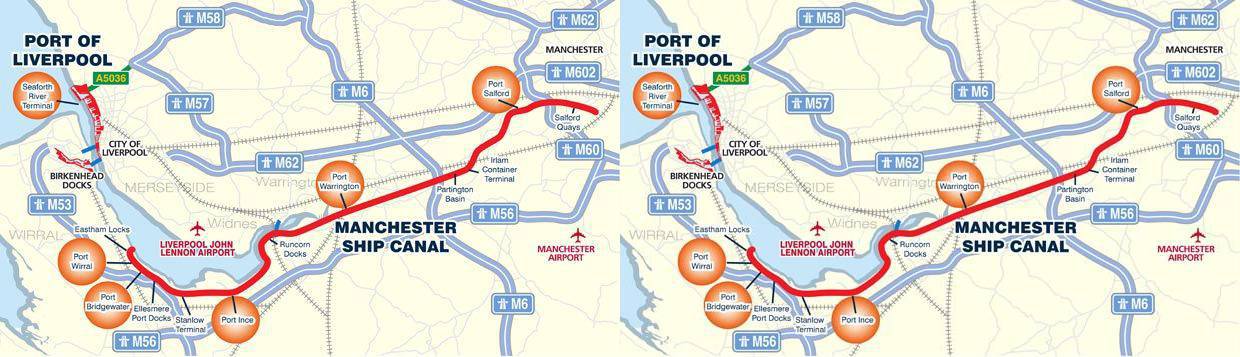 M58
M62
PORT OF
LIVERPOOL
MANCHESTER
A5036
M602
Seaforth
River
Terminal
M57
M6
Port
Salford
Salford
Quays
CITY OF
LIVERPOOL
M62
M60
BIRKENHEAD
DOCKS
MERSEYSIDE
Warrington
Port
Warrington
Irlam
Container
Terminal
Partington
Basin
M53
M56
WIRRAL
Eastham Locks
Widnes
MANCHESTER
SHIP CANAL
LIVERPOOL JOHN
LENNON AIRPORT
Runcorn
Docks
MANCHESTER
AIRPORT
Port
Wirral
Port
Bridgewater
Ellesmere
Port Docks
Stanlow
Terminal
Port Ince
M6
M56
M58
M62
PORT OF
LIVERPOOL
MANCHESTER
A5036
M602
Seaforth
River
Terminal
M57
M6
Port
Salford
Salford
Quays
CITY OF
LIVERPOOL
M62
M60
BIRKENHEAD
DOCKS
MERSEYSIDE
Warrington
Port
Warrington
Irlam
Container
Terminal
Partington
Basin
M53
M56
WIRRAL
Eastham Locks
Widnes
MANCHESTER
SHIP CANAL
LIVERPOOL JOHN
LENNON AIRPORT
Runcorn
Docks
MANCHESTER
AIRPORT
Port
Wirral
Port
Bridgewater
Ellesmere
Port Docks
Stanlow
Terminal
Port Ince
M6
M56